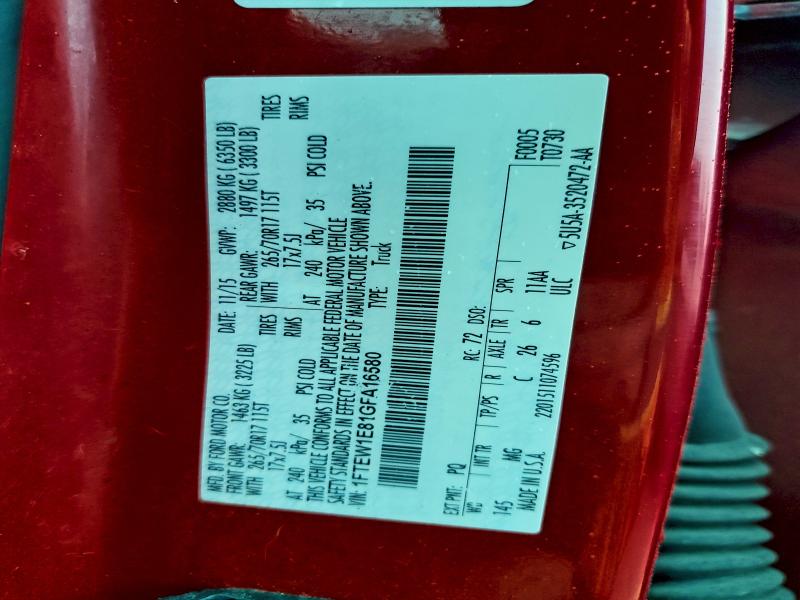 MFD. BY FORD MOTOR CO. DATE: 11/15 GVWP: 2880 KG ( 6350 LB)
FRONT GAWR: 1463 KG ( 3225 LB) REAR GAWR: 1497 KG ( 3300 LB)
WITH 265/70R17 115T TIRES WITH 265/70R17 115T TIRES
17x7.5J RIMS 17x7.5J RIMS
AT 240 kPa/ 35 PSI COLD AT 240 kPa/ 35 PSI COLD
THIS VEHICLE CONFORMS TO ALL APPLICABLE FEDERAL MOTOR VEHICLE
SAFETY STANDARDS IN EFFECT ON THE DATE OF MANUFACTURE SHOWN ABOVE.
VIN: 1FTEW1E81GFA16580 TYPE: Truck
EXT PNT: PQ RC: 72 DSO: F0005
WB INT TR TP/PS R AXLE TR SPR T0730
145 MG C 26 6 11AA
MADE IN U.S.A. 22015111074596 ULC ▽5U5A-3520472-AA